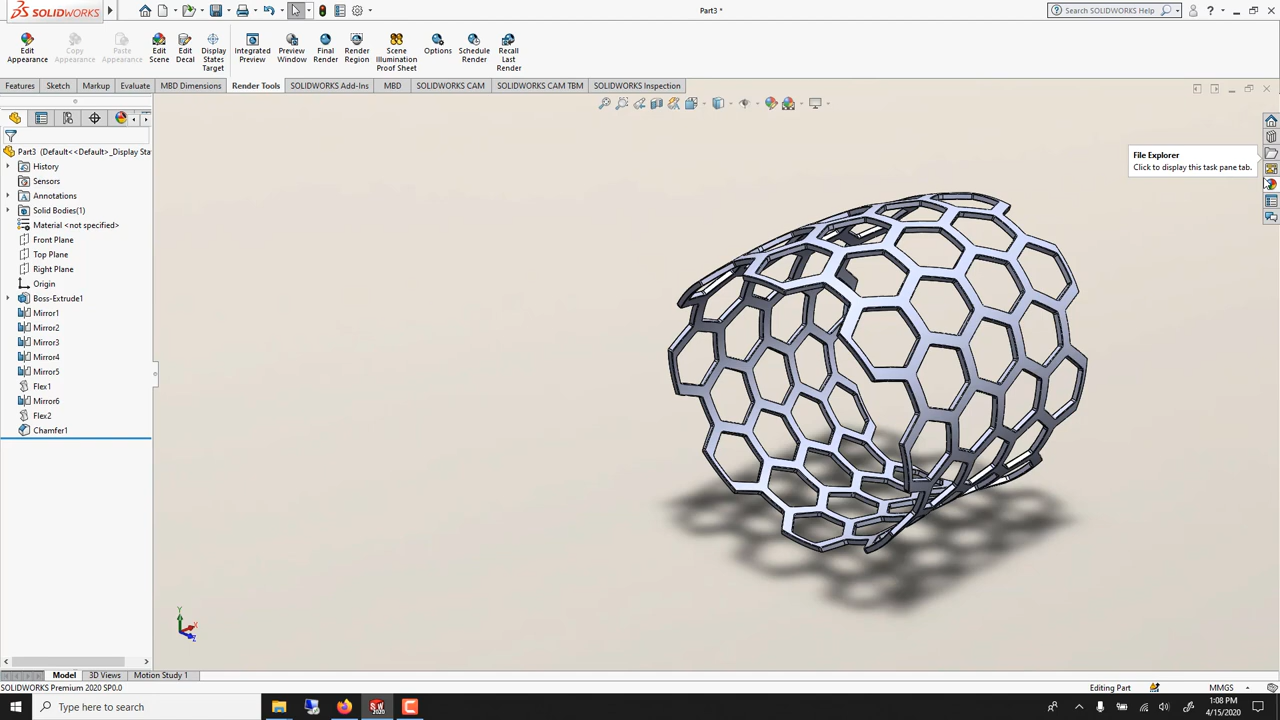 SOLIDWORKS
Part3 *
Search SOLIDWORKS Help
Edit
Appearance
Copy
Appearance
Paste
Appearance
Edit
Scene
Edit
Decal
Display
States
Target
Integrated
Preview
Preview
Window
Final
Render
Render
Region
Scene
Illumination
Proof Sheet
Options
Schedule
Render
Recall
Last
Render
Features
Sketch
Markup
Evaluate
MBD Dimensions
Render Tools
SOLIDWORKS Add-Ins
MBD
SOLIDWORKS CAM
SOLIDWORKS CAM TBM
SOLIDWORKS Inspection
Part3 (Default<<Default>_Display Sta
History
Sensors
Annotations
Solid Bodies(1)
Material <not specified>
Front Plane
Top Plane
Right Plane
Origin
Boss-Extrude1
Mirror1
Mirror2
Mirror3
Mirror4
Mirror5
Flex1
Mirror6
Flex2
Chamfer1
File Explorer
Click to display this task pane tab.
Y
X
Z
Model
3D Views
Motion Study 1
SOLIDWORKS Premium 2020 SP0.0
Editing Part
MMGS
Type here to search
SW
2020
1:08 PM
4/15/2020